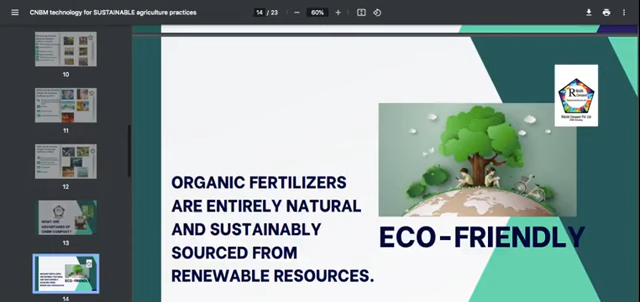 CNBM technology for SUSTAINABLE agriculture practices
14 / 23
60%
10
11
12
13
14
ORGANIC FERTILIZERS
ARE ENTIRELY NATURAL
AND SUSTAINABLY
SOURCED FROM
RENEWABLE RESOURCES.
ECO-FRIENDLY